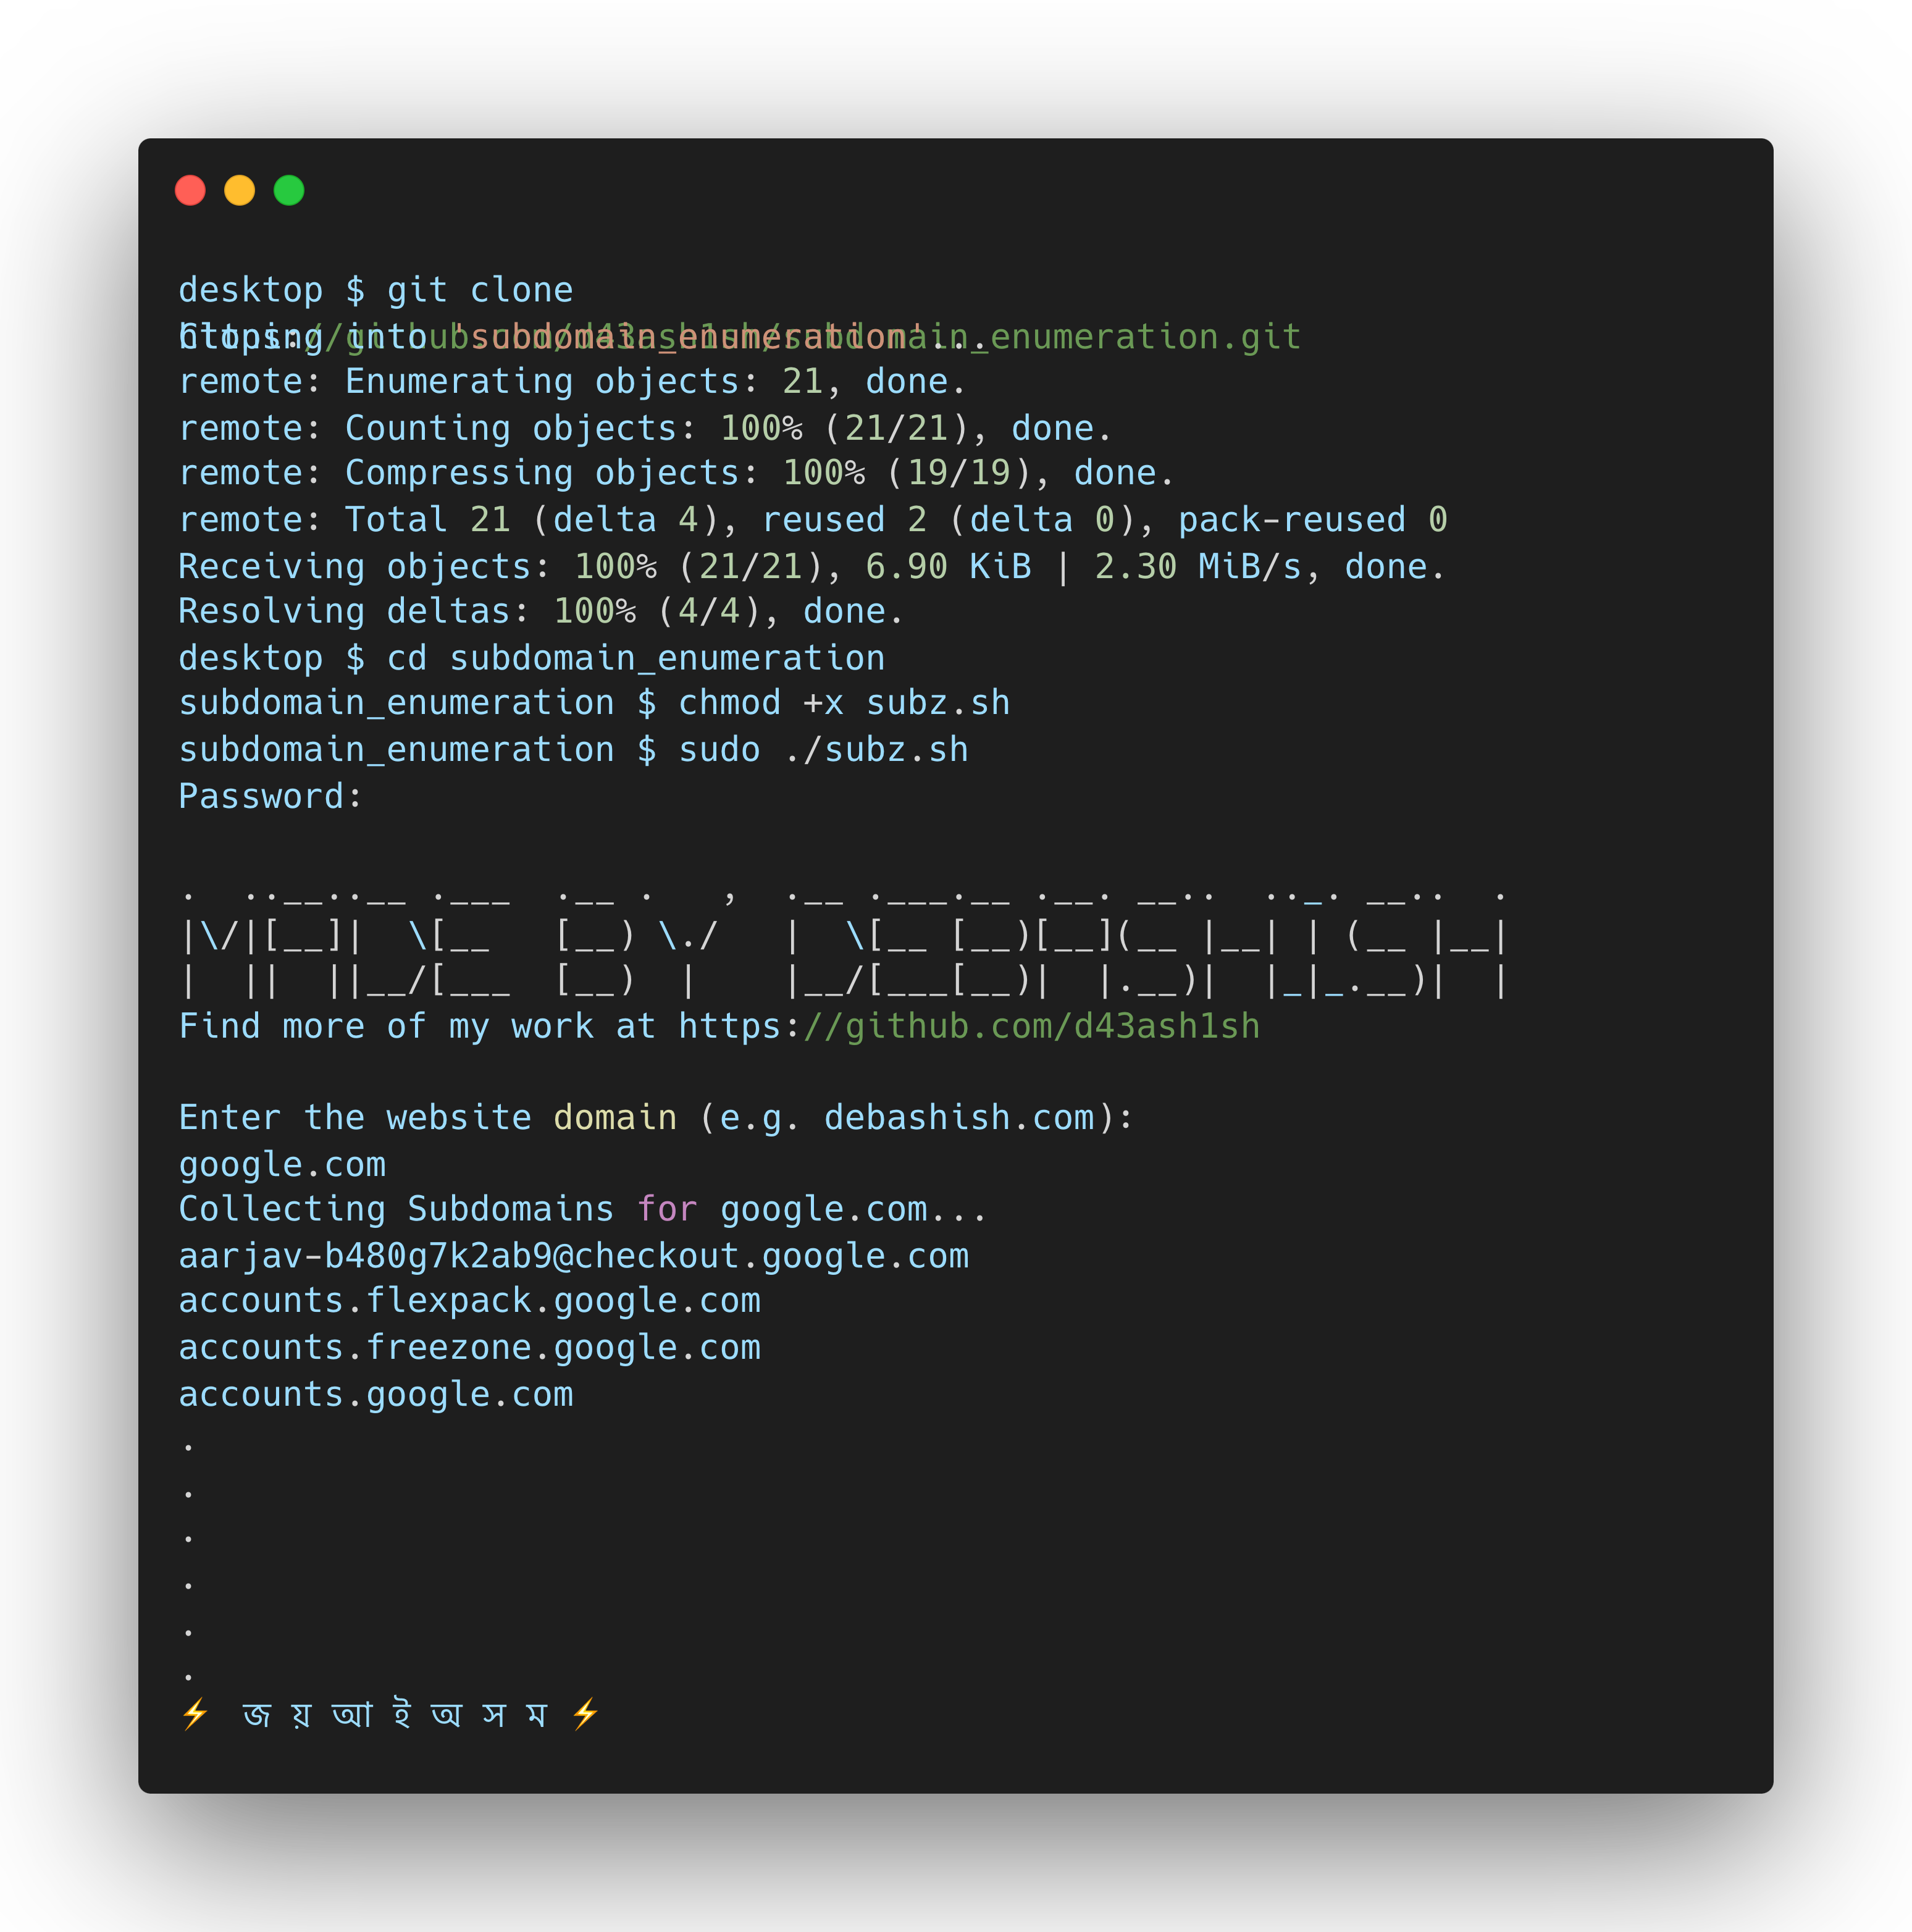 desktop $ git clone
https://github.com/d43ash1sh/subdomain_enumeration.git
Cloning into 'subdomain_enumeration'...
remote: Enumerating objects: 21, done.
remote: Counting objects: 100% (21/21), done.
remote: Compressing objects: 100% (19/19), done.
remote: Total 21 (delta 4), reused 2 (delta 0), pack-reused 0
Receiving objects: 100% (21/21), 6.90 KiB | 2.30 MiB/s, done.
Resolving deltas: 100% (4/4), done.
desktop $ cd subdomain_enumeration
subdomain_enumeration $ chmod +x subz.sh
subdomain_enumeration $ sudo ./subz.sh
Password:
.  ..__..__ .___  .__ .   ,  .__ .___.__ .__. __..  .._. __..  .
|\/|[__]|  \[__   [__) \./   |  \[__ [__)[__](__ |__| | (__ |__|
|  ||  ||__/[___  [__)  |    |__/[___[__)|  |.__)|  |_|_.__)|  |
Find more of my work at https://github.com/d43ash1sh
Enter the website domain (e.g. debashish.com):
google.com
Collecting Subdomains for google.com...
aarjav-b480g7k2ab9@checkout.google.com
accounts.flexpack.google.com
accounts.freezone.google.com
accounts.google.com
.
.
.
.
.
.
⚡ জ য় আ ই অ স ম ⚡